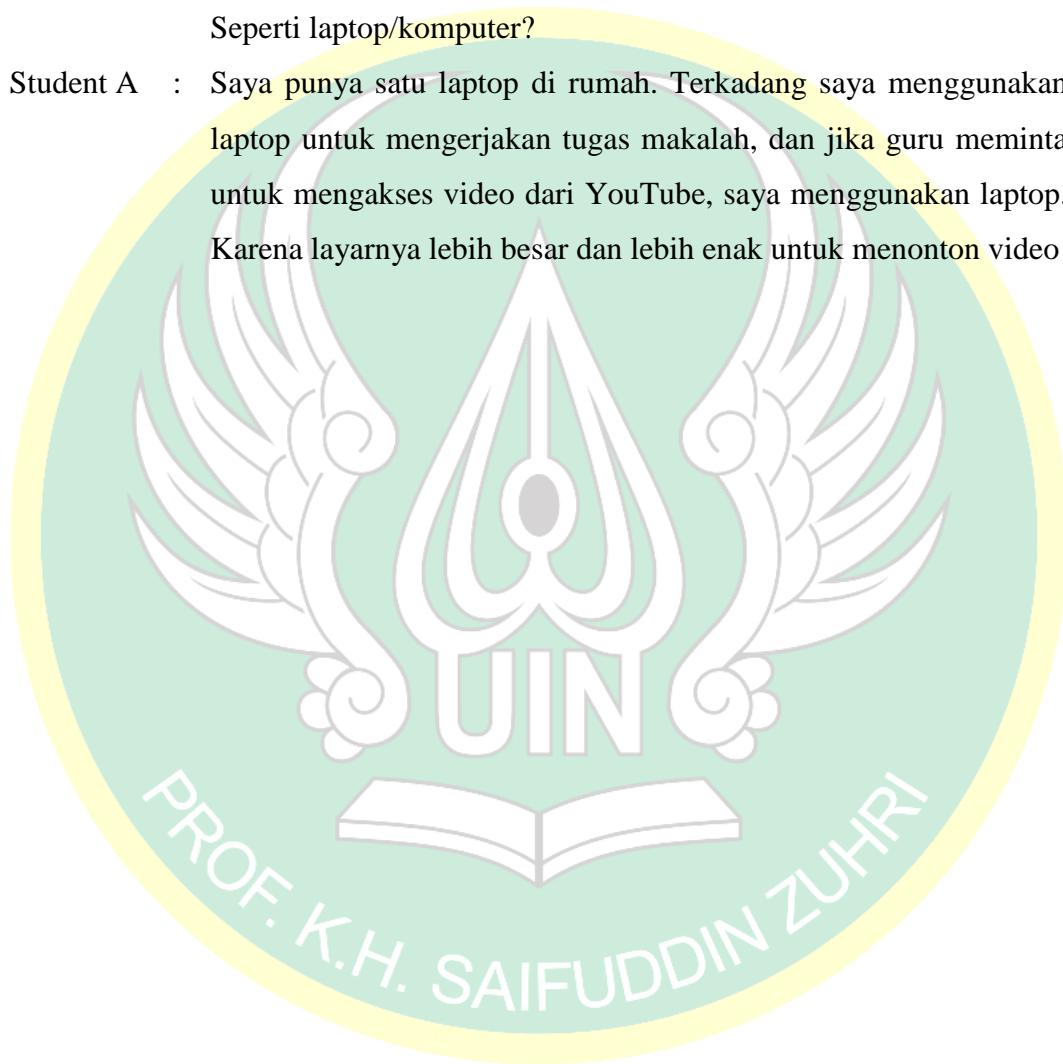 Seperti laptop/komputer?
Student A : Saya punya satu laptop di rumah. Terkadang saya menggunakan
laptop untuk mengerjakan tugas makalah, dan jika guru meminta
untuk mengakses video dari YouTube, saya menggunakan laptop.
Karena layarnya lebih besar dan lebih enak untuk menonton video
UIN
PROF. K.H. SAIFUDDIN ZUHRI